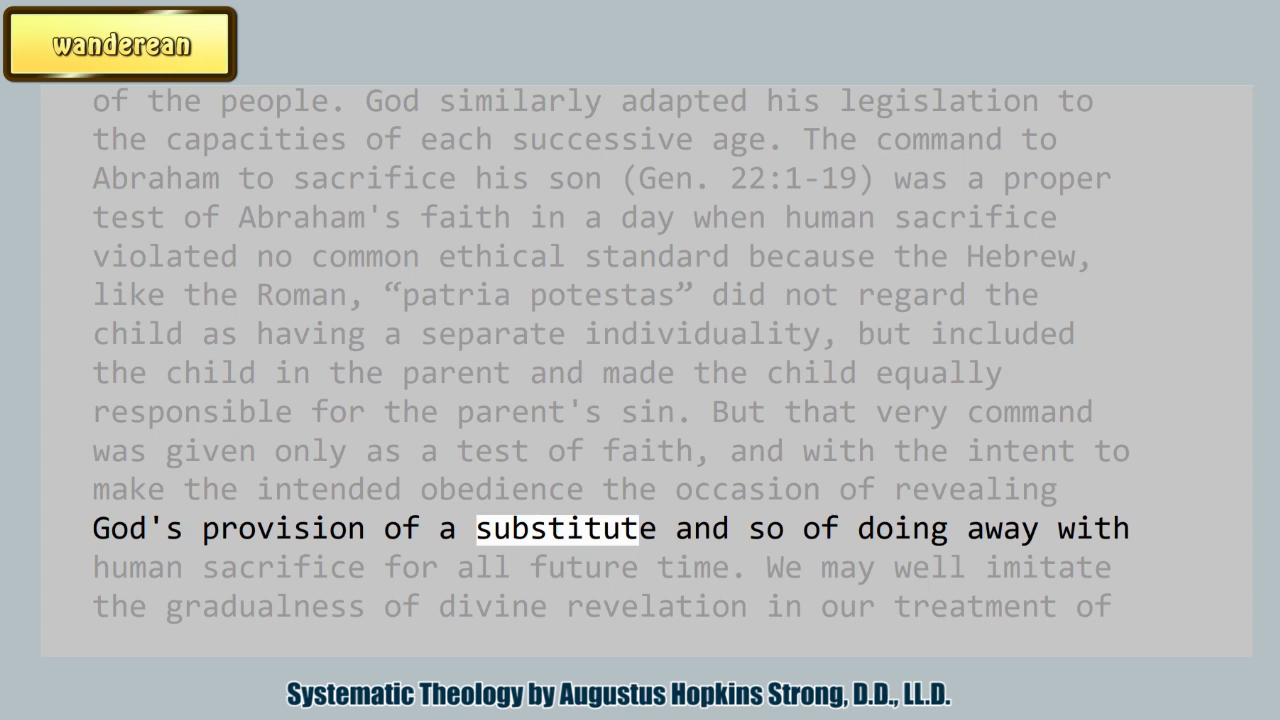 wanderean
of the people. God similarly adapted his legislation to
the capacities of each successive age. The command to
Abraham to sacrifice his son (Gen. 22:1-19) was a proper
test of Abraham's faith in a day when human sacrifice
violated no common ethical standard because the Hebrew,
like the Roman, “patria potestas” did not regard the
child as having a separate individuality, but included
the child in the parent and made the child equally
responsible for the parent's sin. But that very command
was given only as a test of faith, and with the intent to
make the intended obedience the occasion of revealing
God's provision of a substitute and so of doing away with
human sacrifice for all future time. We may well imitate
the gradualness of divine revelation in our treatment of
Systematic Theology by Augustus Hopkins Strong, D.D., LL.D.